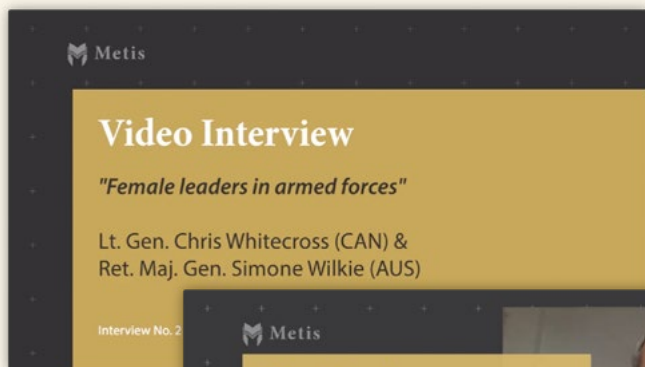 Metis
Video Interview
"Female leaders in armed forces"
Lt. Gen. Chris Whitecross (CAN) &
Ret. Maj. Gen. Simone Wilkie (AUS)
Interview No. 2
Metis